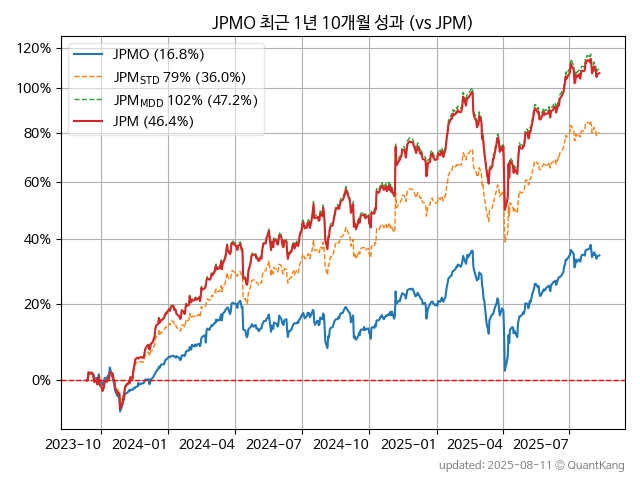 JPMO 최근 1년 10개월 성과 (vs JPM)
JPMO (16.8%)
JPM_STD 79% (36.0%)
JPM_MDD 102% (47.2%)
JPM (46.4%)
120%
100%
80%
60%
40%
20%
0%
2023-10 2024-01 2024-04 2024-07 2024-10 2025-01 2025-04 2025-07
updated: 2025-08-11 © QuantKang